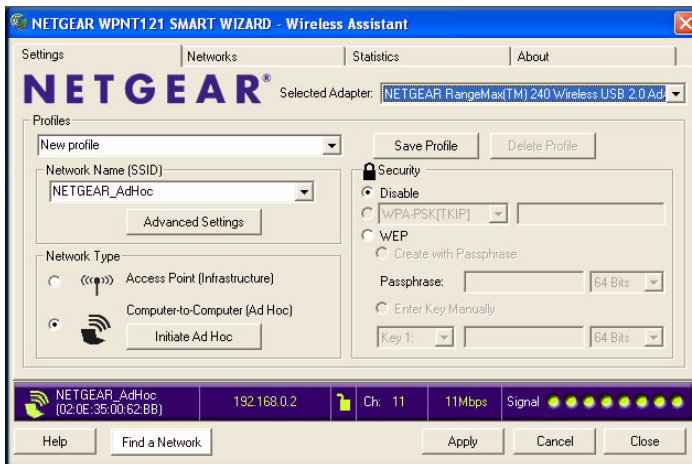 NETGEAR WPNT121 SMART WIZARD - Wireless Assistant
Settings Networks Statistics About
NETGEAR® Selected Adapter: NETGEAR RangeMax(TM) 240 Wireless USB 2.0 Ad
Profiles
New profile Save Profile Delete Profile
Network Name (SSID)
NETGEAR_AdHoc
Advanced Settings
Network Type
Access Point (Infrastructure)
Computer-to-Computer (Ad Hoc)
Initiate Ad Hoc
Security
Disable
WPA-PSK[TKIP]
WEP
Create with Passphrase
Passphrase: 64 Bits
Enter Key Manually
Key 1: 64 Bits
NETGEAR_AdHoc
(02:0E:35:00:62:BB)
192.168.0.2 Ch: 11 11Mbps Signal
Help Find a Network Apply Cancel Close